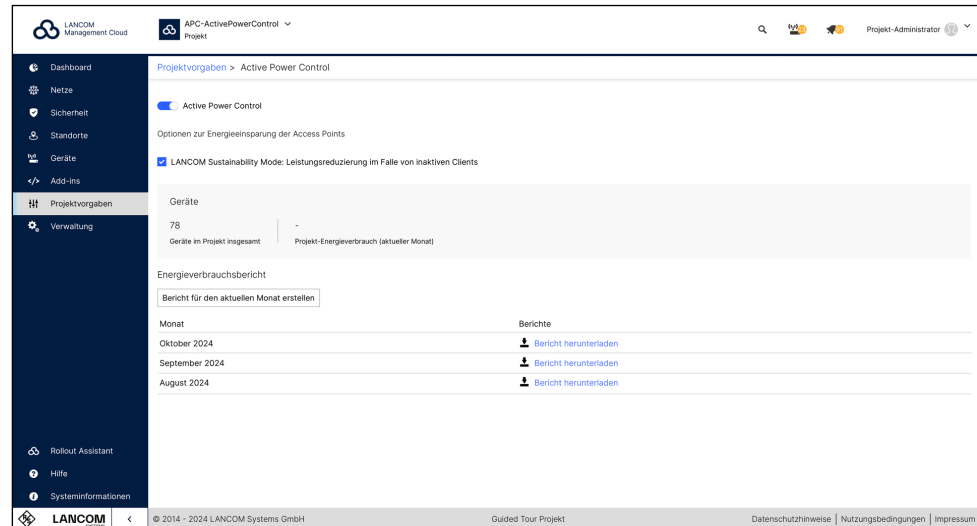 LANCOM
Management Cloud
APC-ActivePowerControl
Projekt
Projekt-Administrator
Dashboard
Netze
Sicherheit
Standorte
Geräte
Add-ins
Projektvorgaben
Verwaltung
Rollout Assistant
Hilfe
Systeminformationen
LANCOM
SYSTEMS
Projektvorgaben > Active Power Control
Active Power Control
Optionen zur Energieeinsparung der Access Points
LANCOM Sustainability Mode: Leistungsreduzierung im Falle von inaktiven Clients
Geräte
78
Geräte im Projekt insgesamt
-
Projekt-Energieverbrauch (aktueller Monat)
Energieverbrauchsbericht
Bericht für den aktuellen Monat erstellen
Monat Berichte
Oktober 2024 Bericht herunterladen
September 2024 Bericht herunterladen
August 2024 Bericht herunterladen
© 2014 - 2024 LANCOM Systems GmbH Guided Tour Projekt Datenschutzhinweise | Nutzungsbedingungen | Impressum